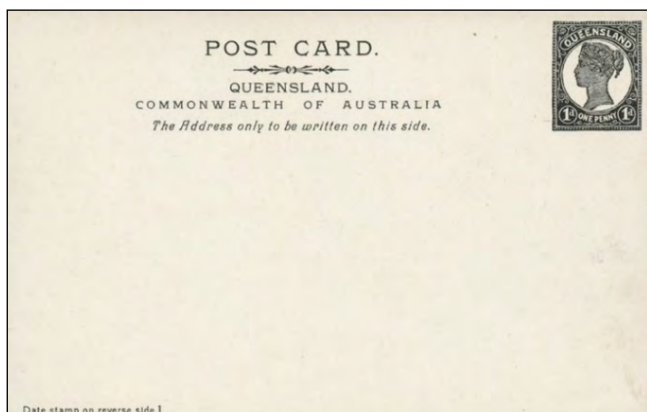 POST CARD.
QUEENSLAND.
COMMONWEALTH OF AUSTRALIA
The Address only to be written on this side.
QUEENSLAND
1d ONE PENNY 1d
Date stamp on reverse side]